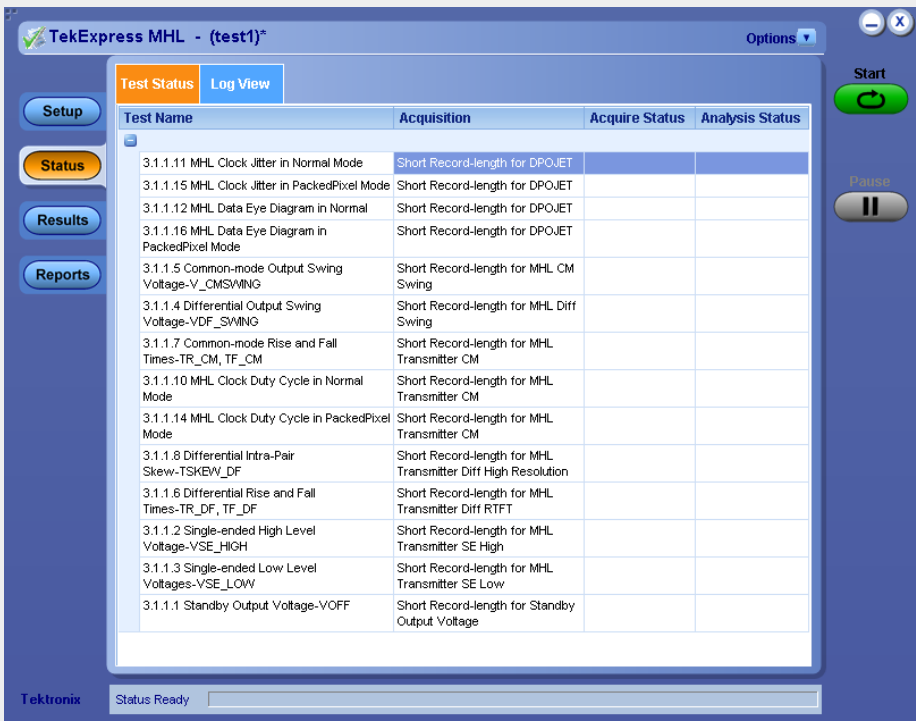 TekExpress MHL - (test1)*
Options
X
Start
Pause
Setup
Status
Results
Reports
Test Status
Log View
Test Name
Acquisition
Acquire Status
Analysis Status
3.1.1.11 MHL Clock Jitter in Normal Mode
Short Record-length for DPOJET
3.1.1.15 MHL Clock Jitter in PackedPixel Mode
Short Record-length for DPOJET
3.1.1.12 MHL Data Eye Diagram in Normal
Short Record-length for DPOJET
3.1.1.16 MHL Data Eye Diagram in
PackedPixel Mode
Short Record-length for DPOJET
3.1.1.5 Common-mode Output Swing
Voltage-V_CMSWING
Short Record-length for MHL CM
Swing
3.1.1.4 Differential Output Swing
Voltage-VDF_SWING
Short Record-length for MHL Diff
Swing
3.1.1.7 Common-mode Rise and Fall
Times-TR_CM, TF_CM
Short Record-length for MHL
Transmitter CM
3.1.1.10 MHL Clock Duty Cycle in Normal
Mode
Short Record-length for MHL
Transmitter CM
3.1.1.14 MHL Clock Duty Cycle in PackedPixel
Mode
Short Record-length for MHL
Transmitter CM
3.1.1.8 Differential Intra-Pair
Skew-TSKEW_DF
Short Record-length for MHL
Transmitter Diff High Resolution
3.1.1.6 Differential Rise and Fall
Times-TR_DF, TF_DF
Short Record-length for MHL
Transmitter Diff RTFT
3.1.1.2 Single-ended High Level
Voltage-VSE_HIGH
Short Record-length for MHL
Transmitter SE High
3.1.1.3 Single-ended Low Level
Voltages-VSE_LOW
Short Record-length for MHL
Transmitter SE Low
3.1.1.1 Standby Output Voltage-VOFF
Short Record-length for Standby
Output Voltage
Tektronix
Status Ready